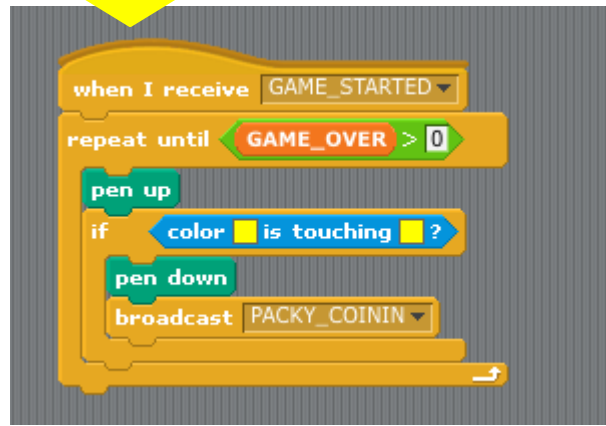 when I receive GAME_STARTED
repeat until GAME_OVER > 0
pen up
if color is touching ?
pen down
broadcast PACKY_COININ